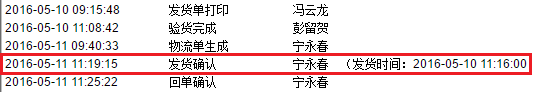 2016-05-10 09:15:48 发货单打印 冯云龙
2016-05-10 11:08:42 验货完成 彭留贺
2016-05-11 09:40:33 物流单生成 宁永春
2016-05-11 11:19:15 发货确认 宁永春 （发货时间：2016-05-10 11:16:00
2016-05-11 11:25:22 回单确认 宁永春